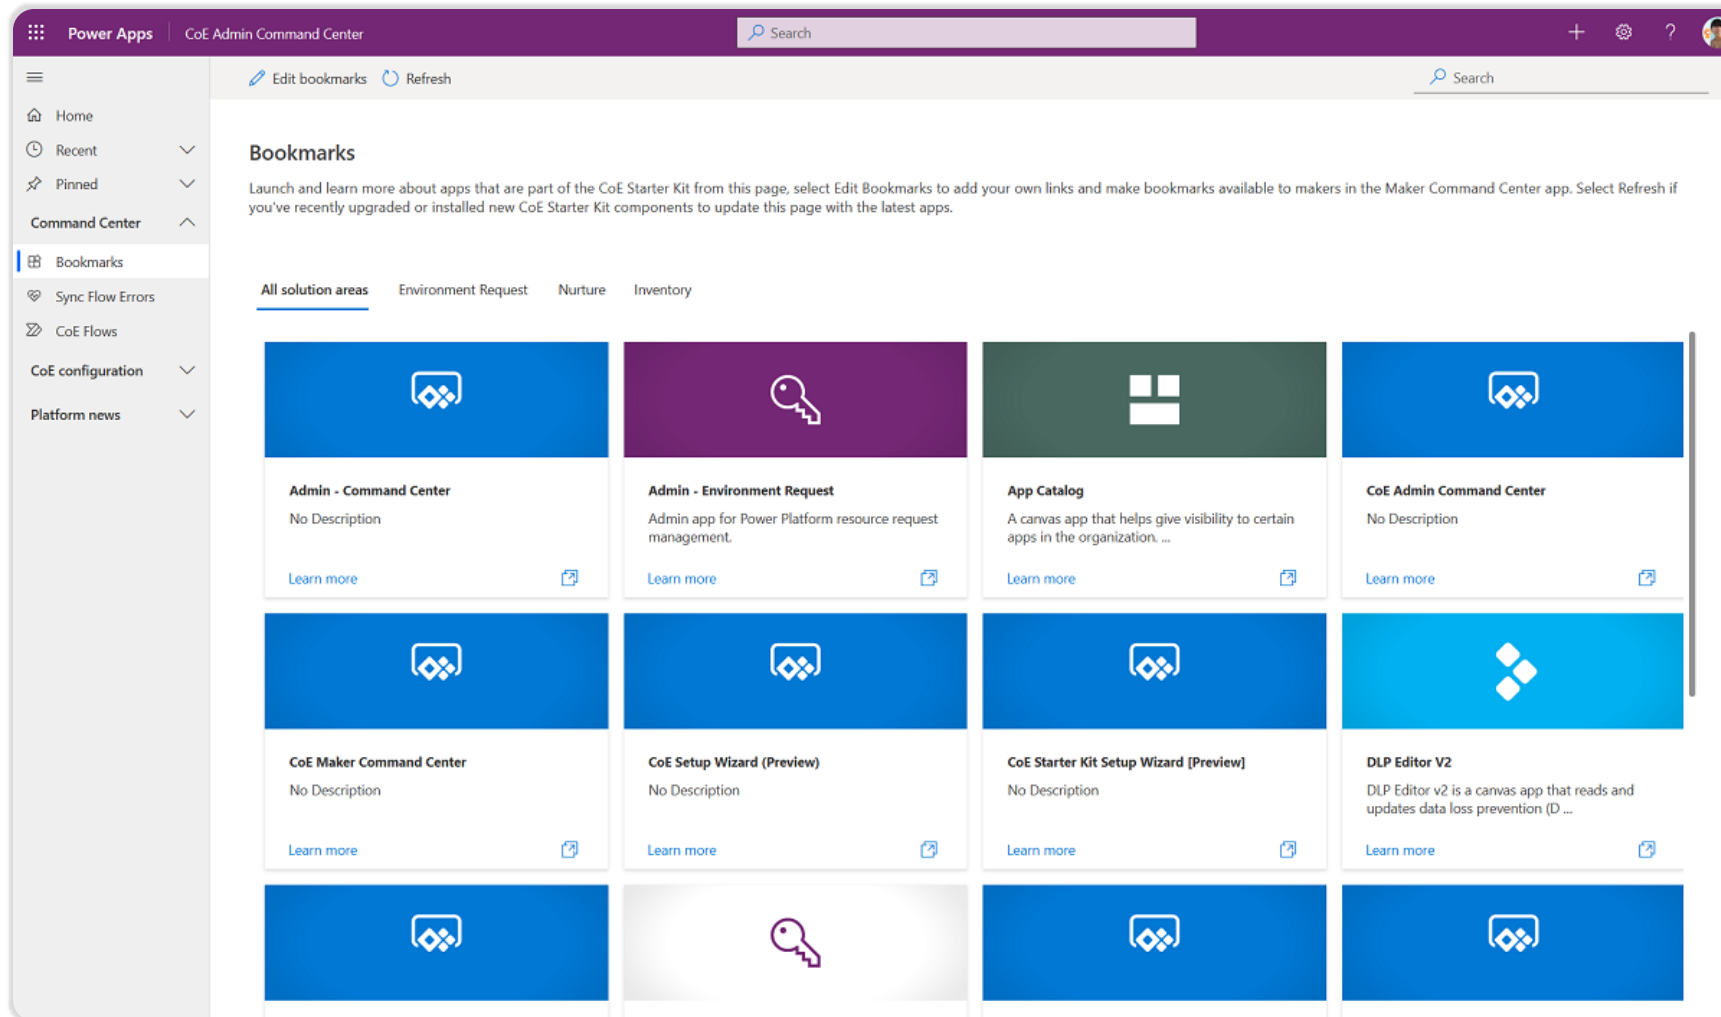 Power Apps
CoE Admin Command Center
Search
?
Edit bookmarks
Refresh
Search
Home
Recent
Pinned
Command Center
Bookmarks
Sync Flow Errors
CoE Flows
CoE configuration
Platform news
Bookmarks
Launch and learn more about apps that are part of the CoE Starter Kit from this page, select Edit Bookmarks to add your own links and make bookmarks available to makers in the Maker Command Center app. Select Refresh if
you've recently upgraded or installed new CoE Starter Kit components to update this page with the latest apps.
All solution areas
Environment Request
Nurture
Inventory
Admin - Command Center
No Description
Learn more
Admin - Environment Request
Admin app for Power Platform resource request
management.
Learn more
App Catalog
A canvas app that helps give visibility to certain
apps in the organization. ...
Learn more
CoE Admin Command Center
No Description
Learn more
CoE Maker Command Center
No Description
Learn more
CoE Setup Wizard (Preview)
No Description
Learn more
CoE Starter Kit Setup Wizard [Preview]
No Description
Learn more
DLP Editor V2
DLP Editor v2 is a canvas app that reads and
updates data loss prevention (D ...
Learn more